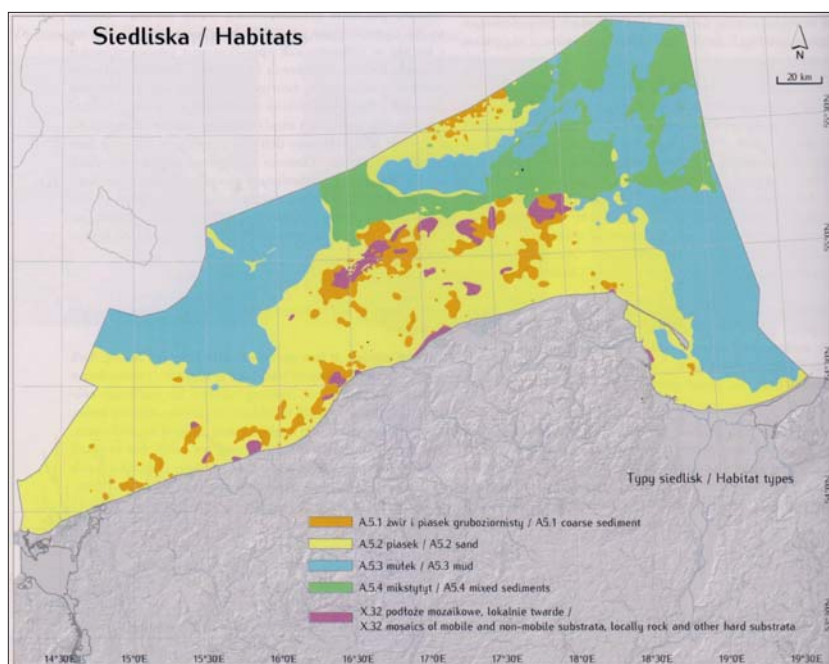 Siedliska / Habitats
N
20 km
Typy siedlisk / Habitat types
A.5.1 żwir i piasek gruboziornisty / A5.1 coarse sediment
A.5.2 piasek / A5.2 sand
A.5.3 mułek / A5.3 mud
A.5.4 mikstytyt / A5.4 mixed sediments
X.32 podłoże mozaikowe, lokalnie twarde /
X.32 mosaics of mobile and non-mobile substrata, locally rock and other hard substrata
14°30'E 15°0'E 15°30'E 16°0'E 16°30'E 17°0'E 17°30'E 18°0'E 18°30'E 19°0'E 19°30'E